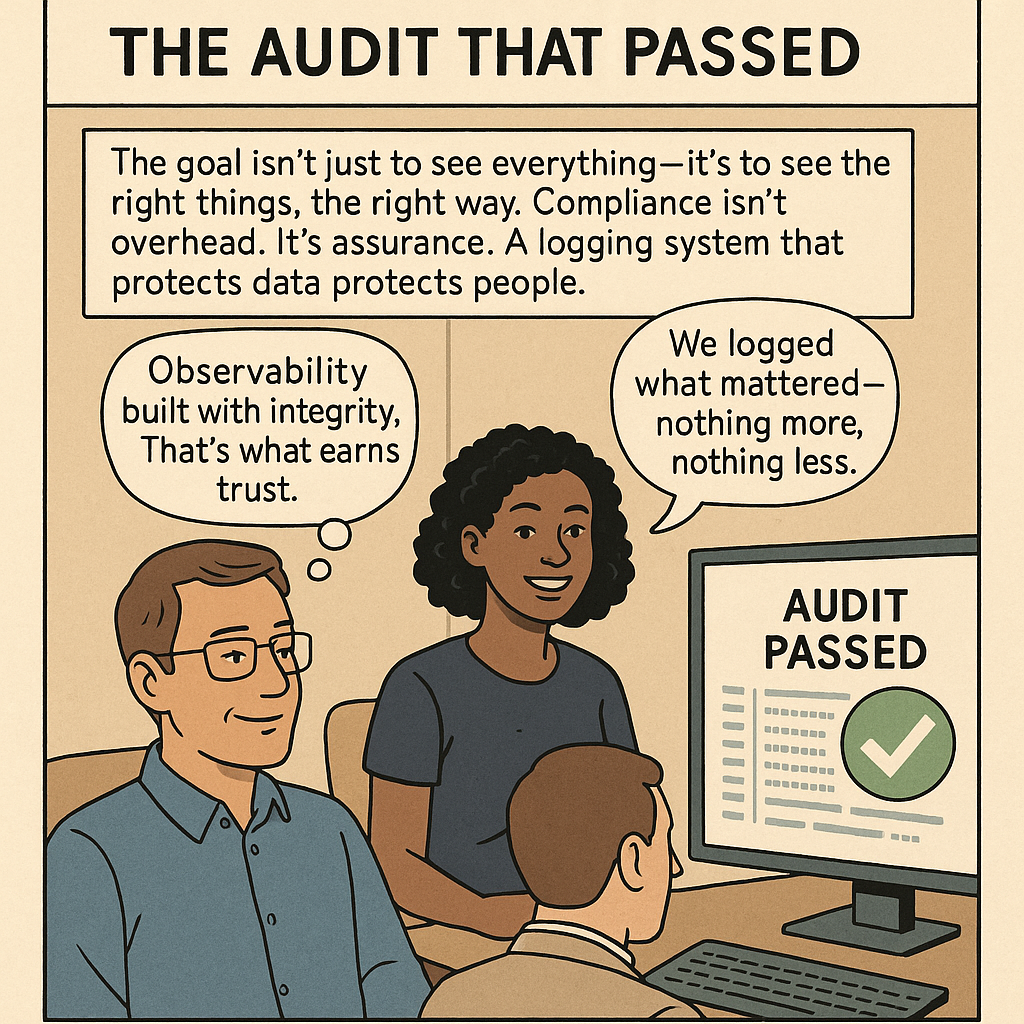 THE AUDIT THAT PASSED
The goal isn't just to see everything—it's to see the
right things, the right way. Compliance isn't
overhead. It's assurance. A logging system that
protects data protects people.
Observability
built with integrity,
That's what earns
trust.
We logged
what mattered—
nothing more,
nothing less.
AUDIT
PASSED